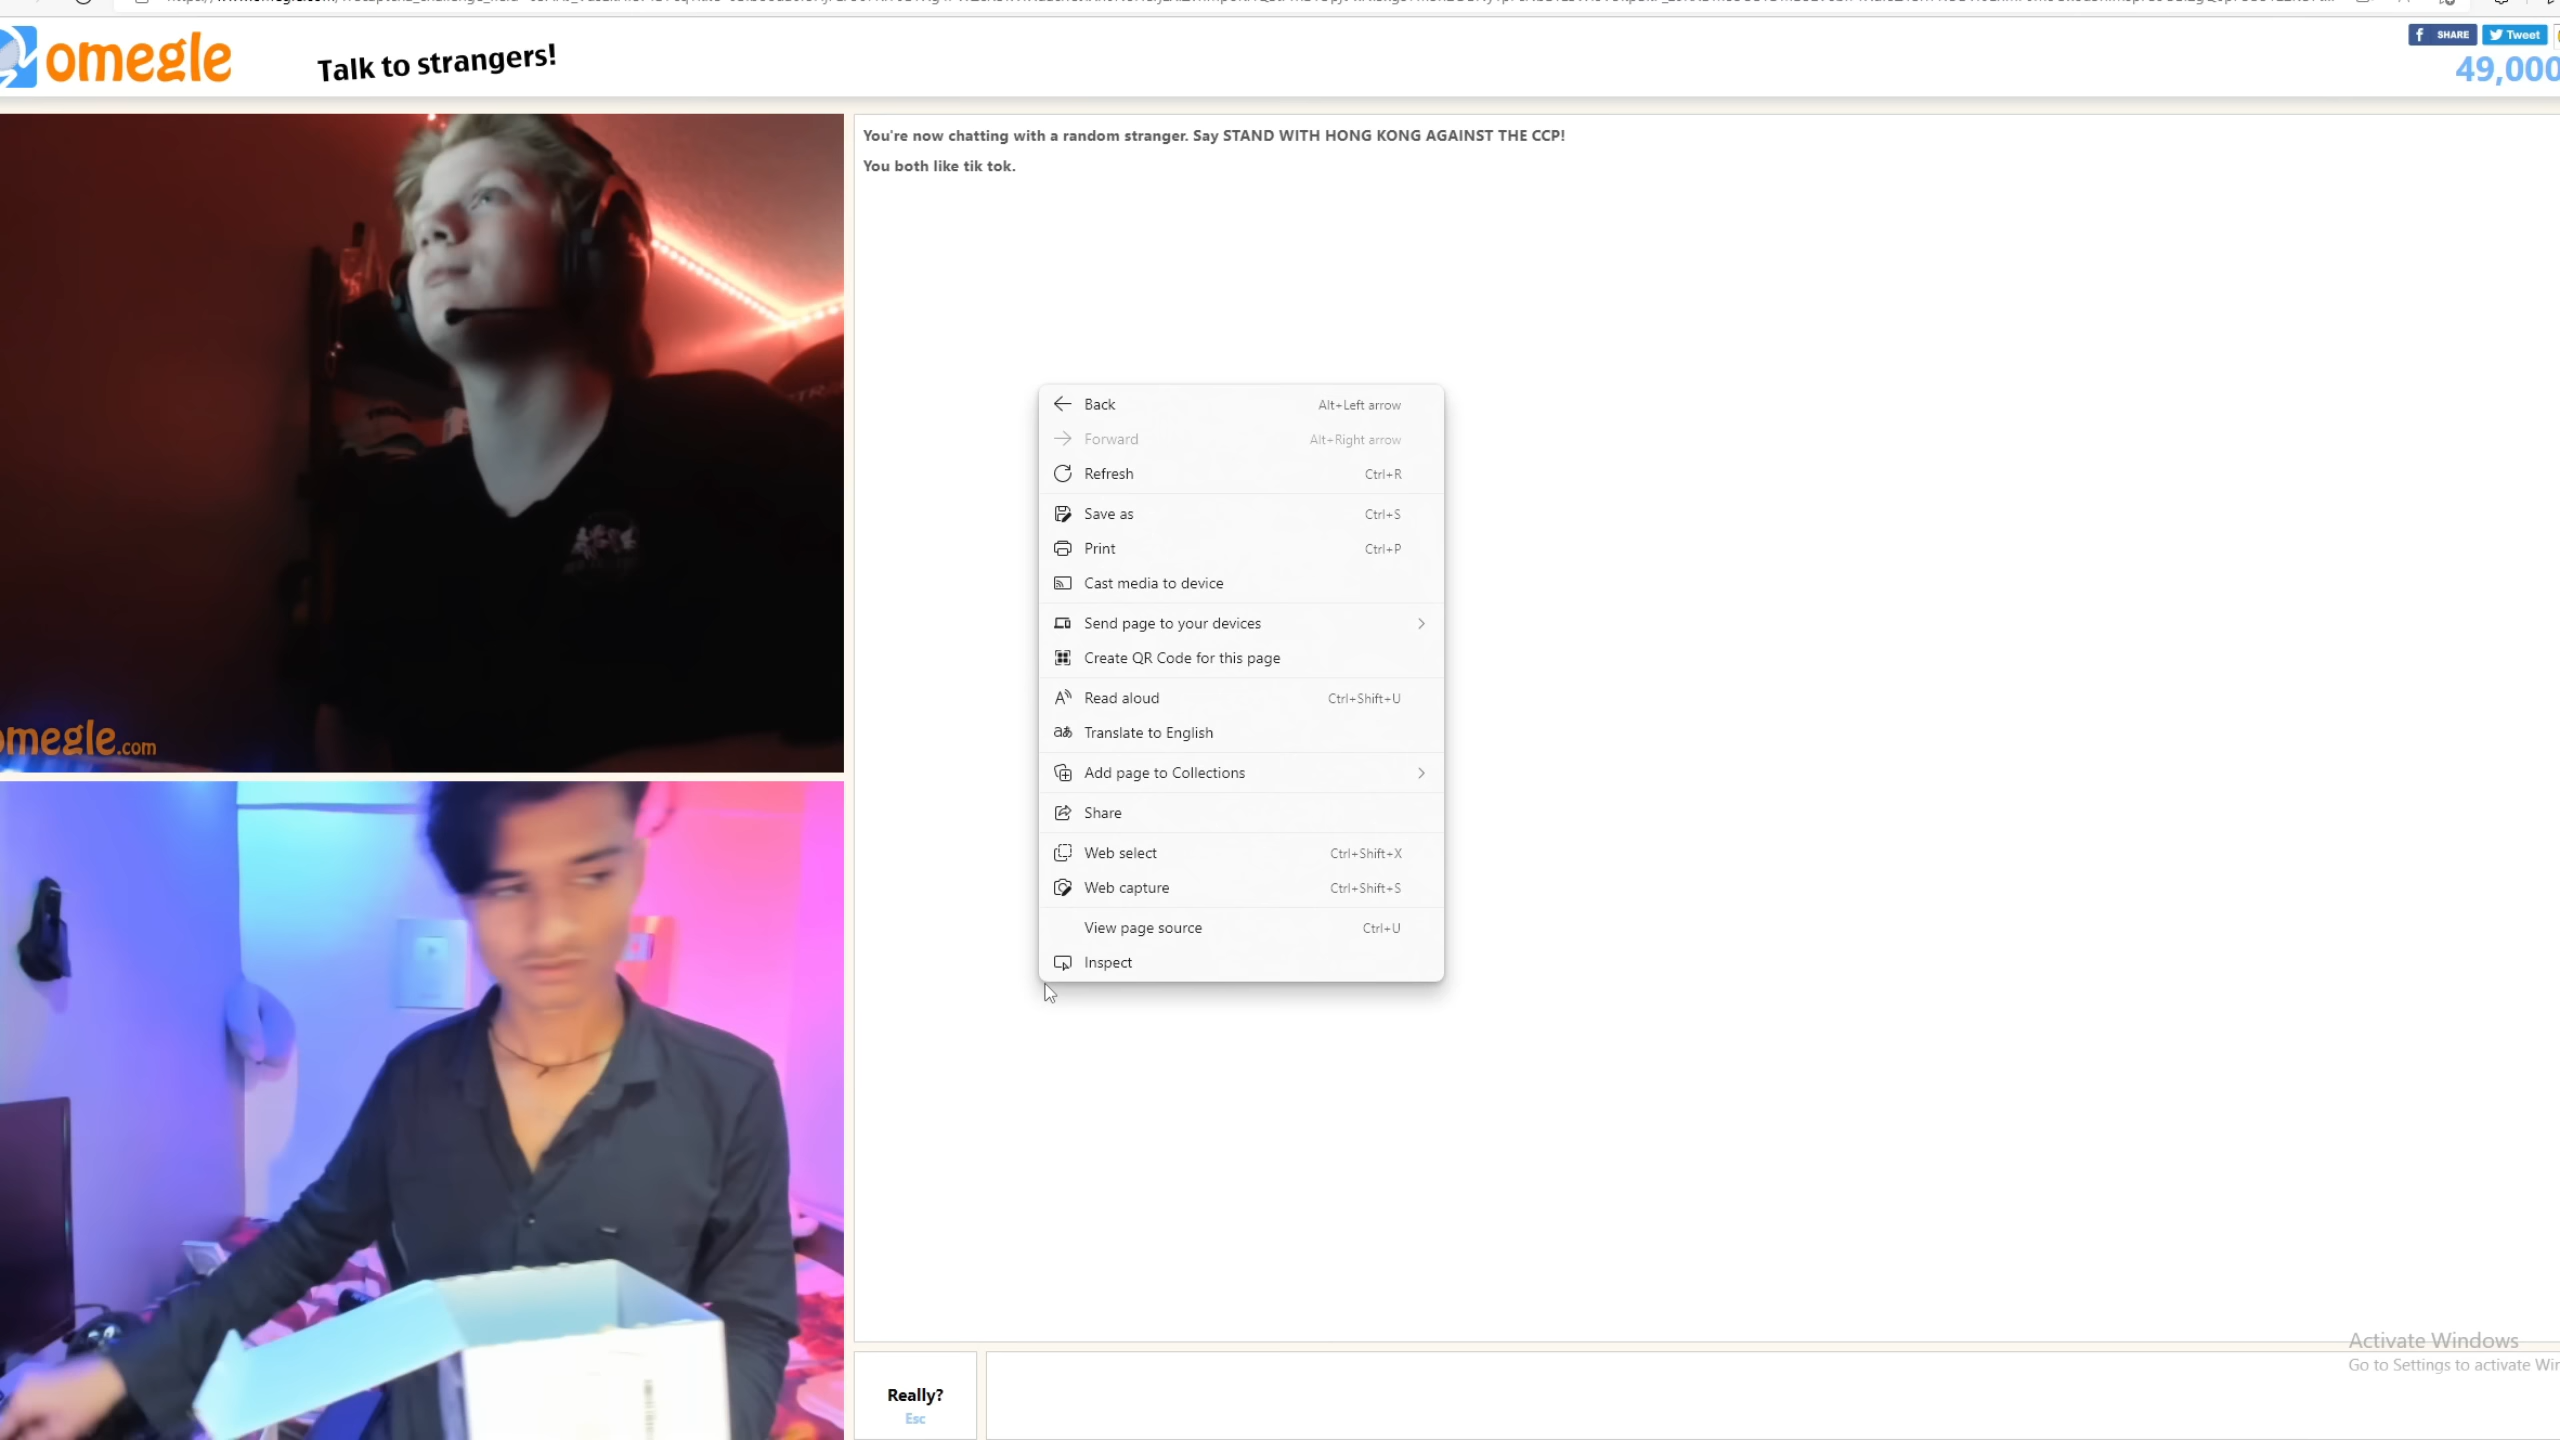 omegle
Talk to strangers!
SHARE
Tweet
49,000
You're now chatting with a random stranger. Say STAND WITH HONG KONG AGAINST THE CCP!
You both like tik tok.
Back Alt+Left arrow
Forward Alt+Right arrow
Refresh Ctrl+R
Save as Ctrl+S
Print Ctrl+P
Cast media to device
Send page to your devices
Create QR Code for this page
Read aloud Ctrl+Shift+U
Translate to English
Add page to Collections
Share
Web select Ctrl+Shift+X
Web capture Ctrl+Shift+S
View page source Ctrl+U
Inspect
omegle.com
Activate Windows
Go to Settings to activate Wi
Really?
Esc